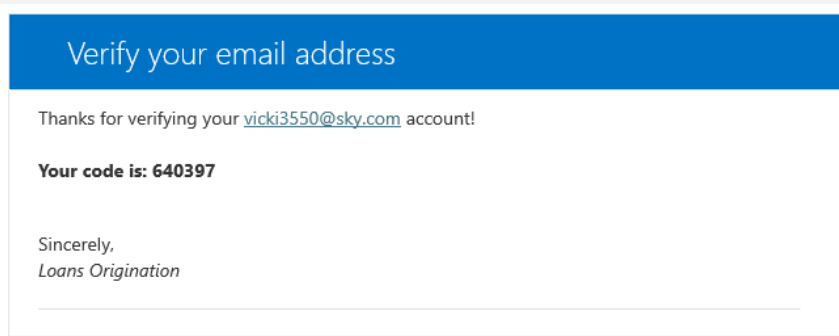 Verify your email address
Thanks for verifying your vicki3550@sky.com account!
Your code is: 640397
Sincerely,
Loans Origination